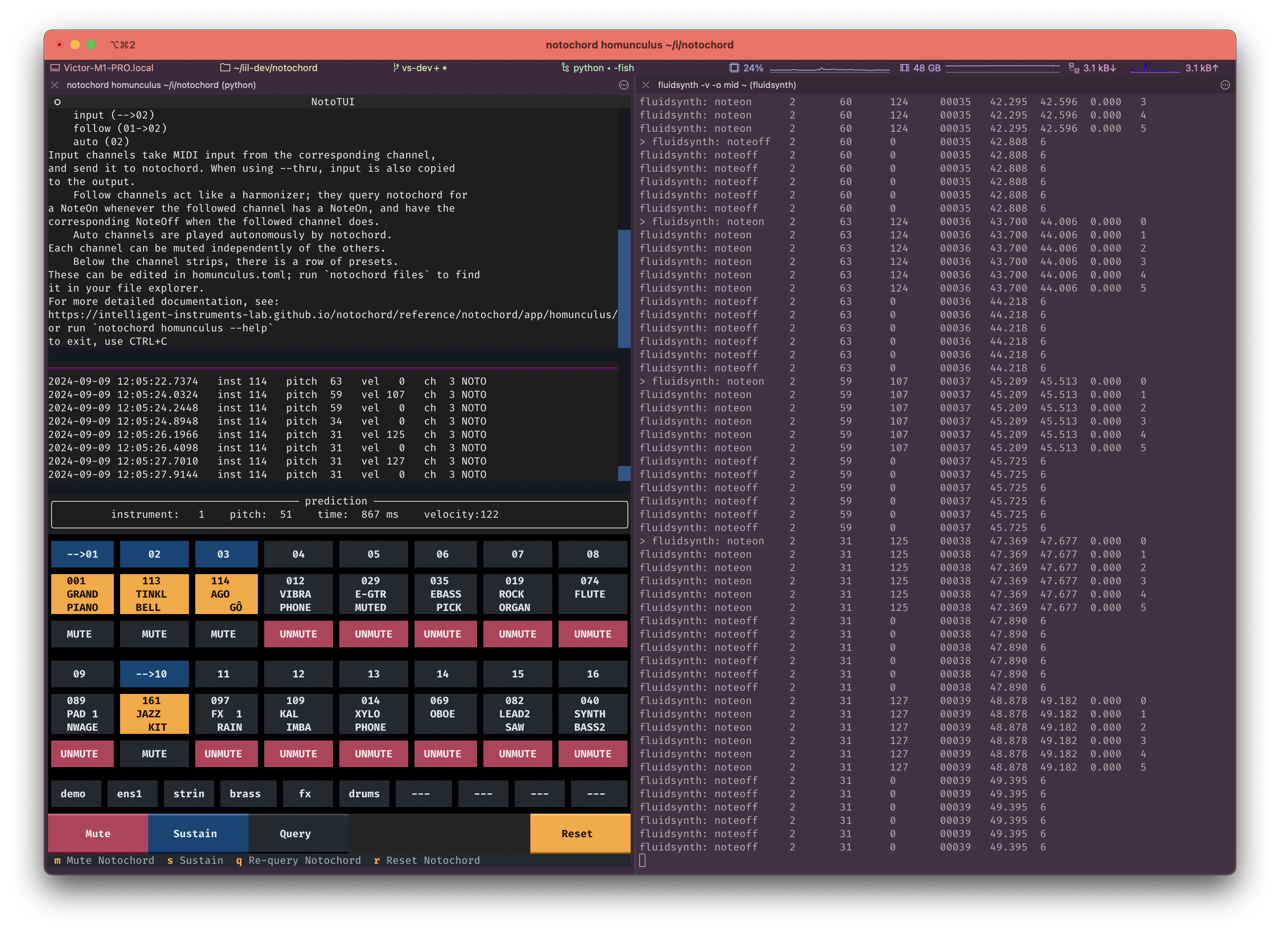 ⌥⌘2
notochord homunculus ~/i/notochord
Victor-M1-PRO.local ~/iil-dev/notochord vs-dev+ • python ◂ -fish 24% 48 GB 3.1 kB↓ 3.1 kB↑
notochord homunculus ~/i/notochord (python)
NotoTUI
input (-->02)
follow (01->02)
auto (02)
Input channels take MIDI input from the corresponding channel,
and send it to notochord. When using --thru, input is also copied
to the output.
Follow channels act like a harmonizer; they query notochord for
a NoteOn whenever the followed channel has a NoteOn, and have the
corresponding NoteOff when the followed channel does.
Auto channels are played autonomously by notochord.
Each channel can be muted independently of the others.
Below the channel strips, there is a row of presets.
These can be edited in homunculus.toml; run `notochord files` to find
it in your file explorer.
For more detailed documentation, see:
https://intelligent-instruments-lab.github.io/notochord/reference/notochord/app/homunculus/
or run `notochord homunculus --help`
to exit, use CTRL+C
2024-09-09 12:05:22.7374 inst 114 pitch 63 vel 0 ch 3 NOTO
2024-09-09 12:05:24.0324 inst 114 pitch 59 vel 107 ch 3 NOTO
2024-09-09 12:05:24.2448 inst 114 pitch 59 vel 0 ch 3 NOTO
2024-09-09 12:05:24.8948 inst 114 pitch 34 vel 0 ch 3 NOTO
2024-09-09 12:05:26.1966 inst 114 pitch 31 vel 125 ch 3 NOTO
2024-09-09 12:05:26.4098 inst 114 pitch 31 vel 0 ch 3 NOTO
2024-09-09 12:05:27.7010 inst 114 pitch 31 vel 127 ch 3 NOTO
2024-09-09 12:05:27.9144 inst 114 pitch 31 vel 0 ch 3 NOTO
prediction
instrument: 1 pitch: 51 time: 867 ms velocity:122
-->01 02 03 04 05 06 07 08
001 113 114 012 029 035 019 074
GRAND TINKL AGO VIBRA E-GTR EBASS ROCK FLUTE
PIANO BELL GÔ PHONE MUTED PICK ORGAN
MUTE MUTE MUTE UNMUTE UNMUTE UNMUTE UNMUTE UNMUTE
09 -->10 11 12 13 14 15 16
089 161 097 109 014 069 082 040
PAD 1 JAZZ FX 1 KAL XYLO OBOE LEAD2 SYNTH
NWAGE KIT RAIN IMBA PHONE SAW BASS2
UNMUTE MUTE UNMUTE UNMUTE UNMUTE UNMUTE UNMUTE UNMUTE
demo ens1 strin brass fx drums --- --- --- ---
Mute Sustain Query Reset
m Mute Notochord s Sustain q Re-query Notochord r Reset Notochord
fluidsynth -v -o mid ~ (fluidsynth)
fluidsynth: noteon 2 60 124 00035 42.295 42.596 0.000 3
fluidsynth: noteon 2 60 124 00035 42.295 42.596 0.000 4
fluidsynth: noteon 2 60 124 00035 42.295 42.596 0.000 5
> fluidsynth: noteoff 2 60 0 00035 42.808 6
fluidsynth: noteoff 2 60 0 00035 42.808 6
fluidsynth: noteoff 2 60 0 00035 42.808 6
fluidsynth: noteoff 2 60 0 00035 42.808 6
fluidsynth: noteoff 2 60 0 00035 42.808 6
fluidsynth: noteoff 2 60 0 00035 42.808 6
> fluidsynth: noteon 2 63 124 00036 43.700 44.006 0.000 0
fluidsynth: noteon 2 63 124 00036 43.700 44.006 0.000 1
fluidsynth: noteon 2 63 124 00036 43.700 44.006 0.000 2
fluidsynth: noteon 2 63 124 00036 43.700 44.006 0.000 3
fluidsynth: noteon 2 63 124 00036 43.700 44.006 0.000 4
fluidsynth: noteon 2 63 124 00036 43.700 44.006 0.000 5
fluidsynth: noteoff 2 63 0 00036 44.218 6
fluidsynth: noteoff 2 63 0 00036 44.218 6
fluidsynth: noteoff 2 63 0 00036 44.218 6
fluidsynth: noteoff 2 63 0 00036 44.218 6
fluidsynth: noteoff 2 63 0 00036 44.218 6
fluidsynth: noteoff 2 63 0 00036 44.218 6
> fluidsynth: noteon 2 59 107 00037 45.209 45.513 0.000 0
fluidsynth: noteon 2 59 107 00037 45.209 45.513 0.000 1
fluidsynth: noteon 2 59 107 00037 45.209 45.513 0.000 2
fluidsynth: noteon 2 59 107 00037 45.209 45.513 0.000 3
fluidsynth: noteon 2 59 107 00037 45.209 45.513 0.000 4
fluidsynth: noteon 2 59 107 00037 45.209 45.513 0.000 5
fluidsynth: noteoff 2 59 0 00037 45.725 6
fluidsynth: noteoff 2 59 0 00037 45.725 6
fluidsynth: noteoff 2 59 0 00037 45.725 6
fluidsynth: noteoff 2 59 0 00037 45.725 6
fluidsynth: noteoff 2 59 0 00037 45.725 6
fluidsynth: noteoff 2 59 0 00037 45.725 6
> fluidsynth: noteon 2 31 125 00038 47.369 47.677 0.000 0
fluidsynth: noteon 2 31 125 00038 47.369 47.677 0.000 1
fluidsynth: noteon 2 31 125 00038 47.369 47.677 0.000 2
fluidsynth: noteon 2 31 125 00038 47.369 47.677 0.000 3
fluidsynth: noteon 2 31 125 00038 47.369 47.677 0.000 4
fluidsynth: noteon 2 31 125 00038 47.369 47.677 0.000 5
fluidsynth: noteoff 2 31 0 00038 47.890 6
fluidsynth: noteoff 2 31 0 00038 47.890 6
fluidsynth: noteoff 2 31 0 00038 47.890 6
fluidsynth: noteoff 2 31 0 00038 47.890 6
fluidsynth: noteoff 2 31 0 00038 47.890 6
fluidsynth: noteoff 2 31 0 00038 47.890 6
fluidsynth: noteon 2 31 127 00039 48.878 49.182 0.000 0
fluidsynth: noteon 2 31 127 00039 48.878 49.182 0.000 1
fluidsynth: noteon 2 31 127 00039 48.878 49.182 0.000 2
fluidsynth: noteon 2 31 127 00039 48.878 49.182 0.000 3
fluidsynth: noteon 2 31 127 00039 48.878 49.182 0.000 4
fluidsynth: noteon 2 31 127 00039 48.878 49.182 0.000 5
fluidsynth: noteoff 2 31 0 00039 49.395 6
fluidsynth: noteoff 2 31 0 00039 49.395 6
fluidsynth: noteoff 2 31 0 00039 49.395 6
fluidsynth: noteoff 2 31 0 00039 49.395 6
fluidsynth: noteoff 2 31 0 00039 49.395 6
fluidsynth: noteoff 2 31 0 00039 49.395 6